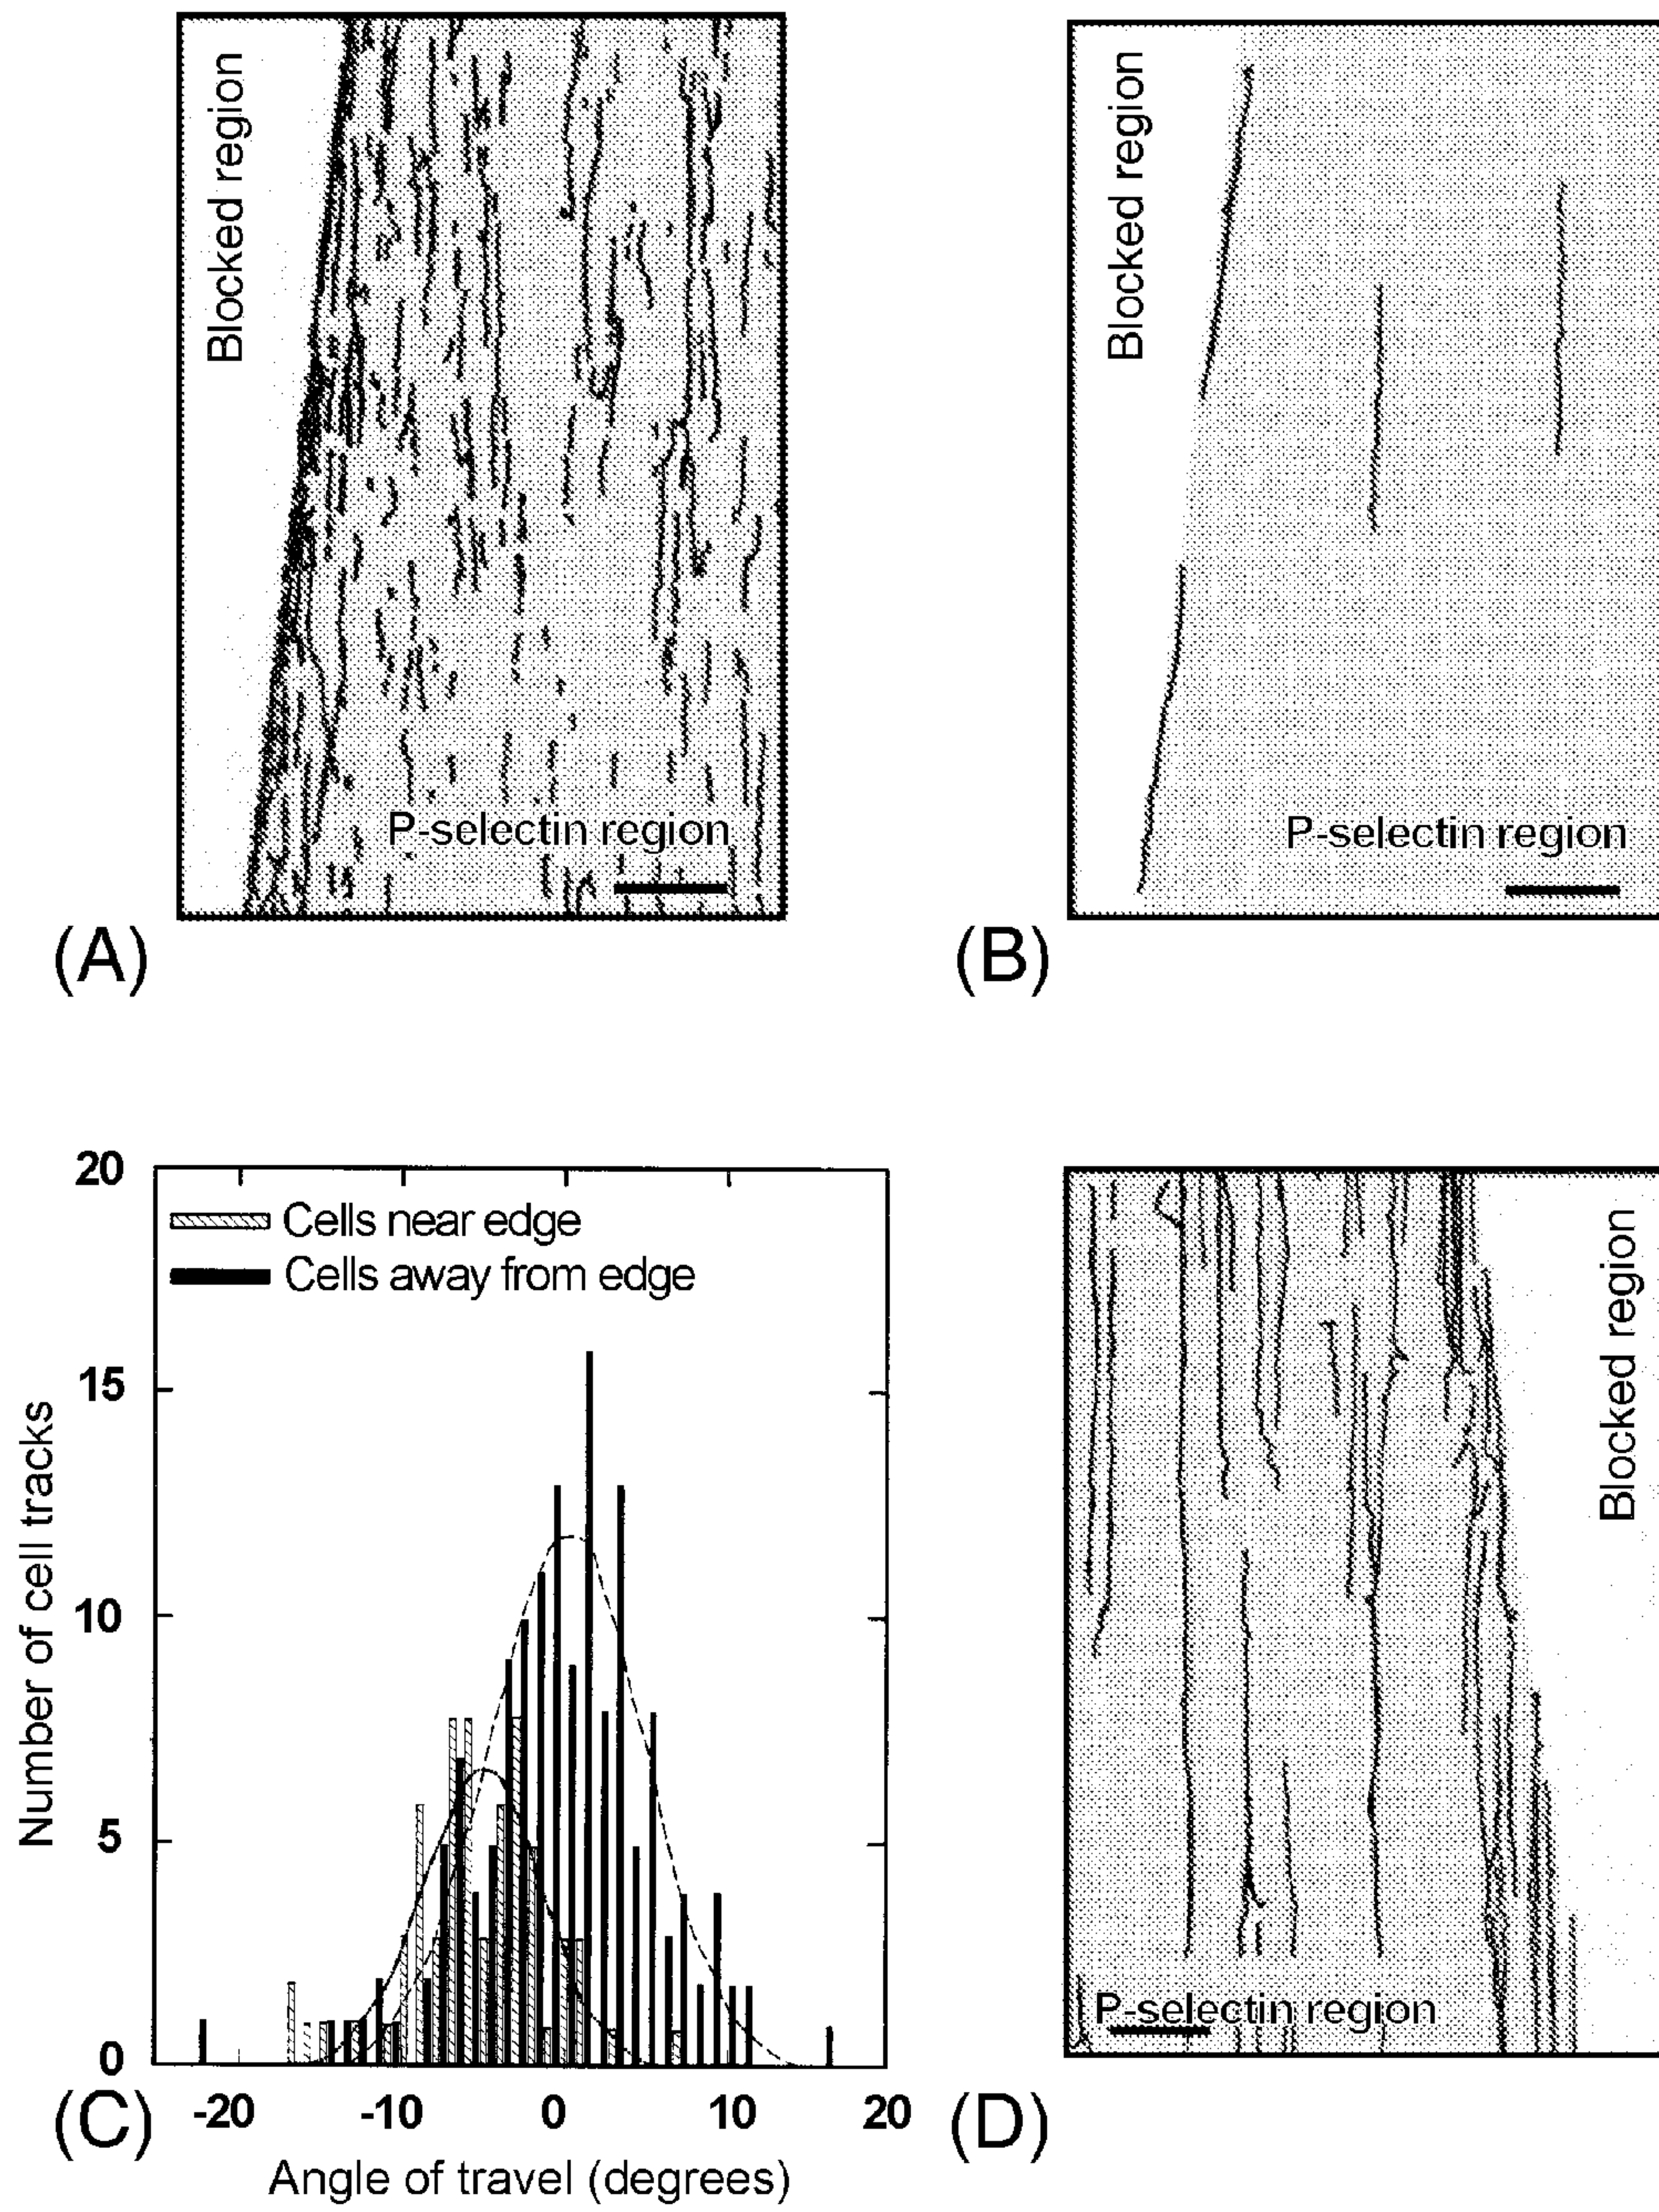 Blocked region
P-selectin region
(A)
Blocked region
P-selectin region
(B)
20
15
10
5
0
Number of cell tracks
Cells near edge
Cells away from edge
-20 -10 0 10 20
Angle of travel (degrees)
(C)
Blocked region
P-selectin region
(D)